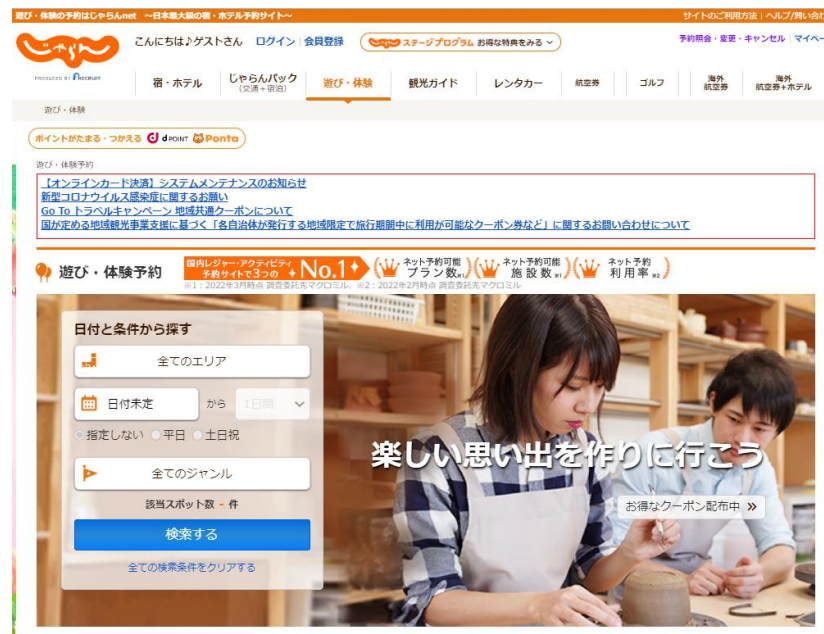 遊び・体験の予約はじゃらんnet ～日本最大級の宿・ホテル予約サイト～
サイトのご利用方法 | ヘルプ/問い合わ
じゃらん
PRODUCED BY RECRUIT
こんにちは♪ゲストさん ログイン 会員登録
じゃらん ステージプログラム お得な特典をみる
予約照会・変更・キャンセル マイペー
宿・ホテル
じゃらんパック
(交通+宿泊)
遊び・体験
観光ガイド
レンタカー
航空券
ゴルフ
海外
航空券
海外
航空券+ホテル
遊び・体験
ポイントがたまる・つかえる d POINT Ponta
遊び・体験予約
【オンラインカード決済】システムメンテナンスのお知らせ
新型コロナウイルス感染症に関するお願い
Go To トラベルキャンペーン 地域共通クーポンについて
国が定める地域観光事業支援に基づく「各自治体が発行する地域限定で旅行期間中に利用が可能なクーポン券など」に関するお問い合わせについて
遊び・体験予約
国内レジャー・アクティビティ
予約サイトで3つの
No.1
ネット予約可能
プラン数※1
ネット予約可能
施設数※1
ネット予約
利用率※2
※1：2022年3月時点 調査委託先マクロミル、※2：2022年2月時点 調査委託先マクロミル
日付と条件から探す
全てのエリア
日付未定 から 1日間
指定しない 平日 土日祝
全てのジャンル
該当スポット数 - 件
検索する
全ての検索条件をクリアする
楽しい思い出を作りに行こう
お得なクーポン配布中 »